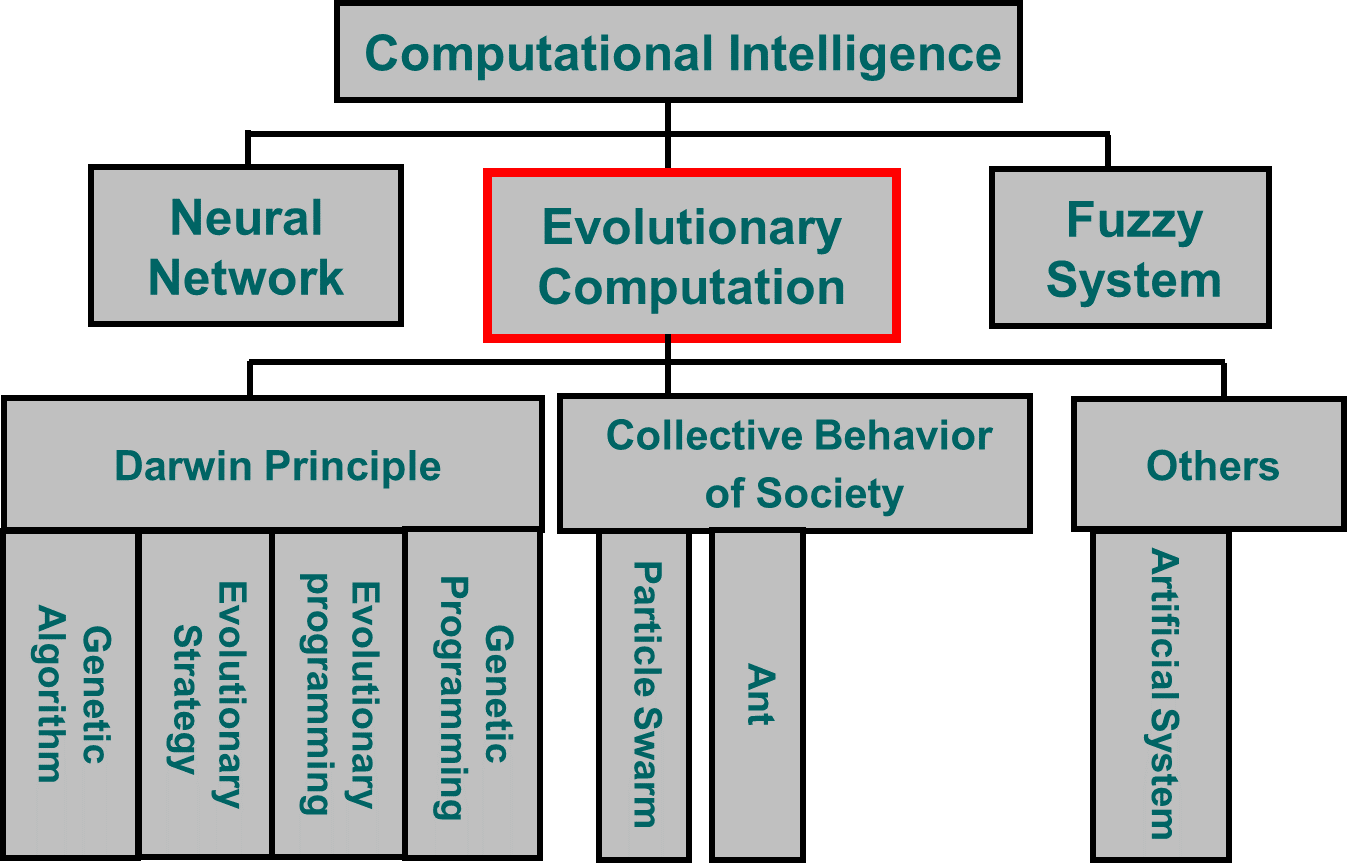 Computational Intelligence
Neural
Network
Evolutionary
Computation
Fuzzy
System
Darwin Principle
Collective Behavior
of Society
Others
Genetic
Algorithm
Evolutionary
Strategy
Evolutionary
programming
Genetic
Programming
Particle Swarm
Ant
Artificial System